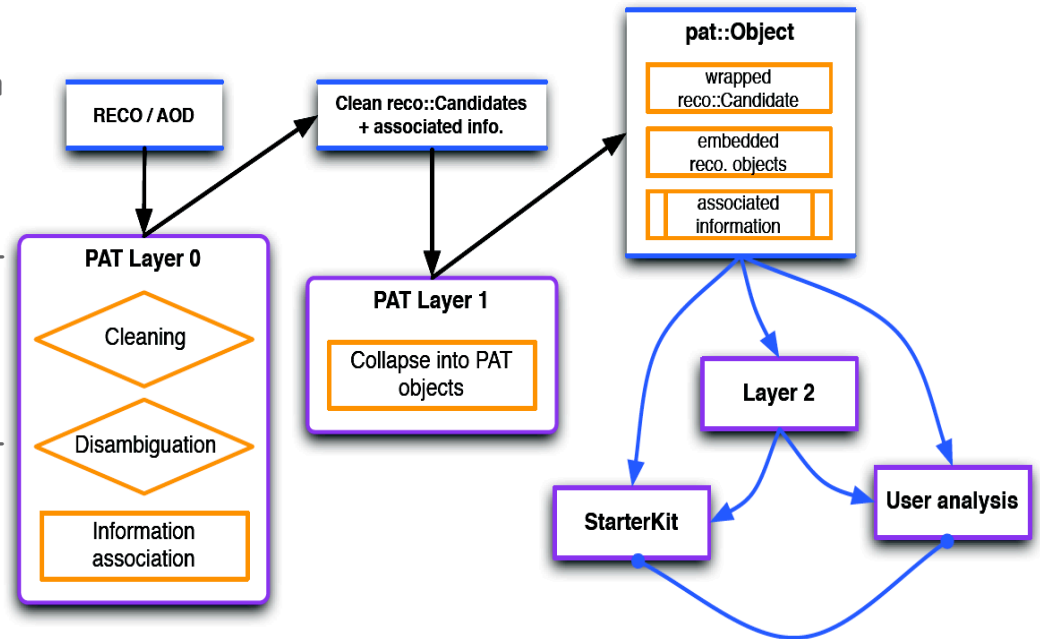 RECO / AOD
PAT Layer 0
Cleaning
Disambiguation
Information
association
Clean reco::Candidates
+ associated info.
PAT Layer 1
Collapse into PAT
objects
pat::Object
wrapped
reco::Candidate
embedded
reco. objects
associated
information
Layer 2
StarterKit
User analysis